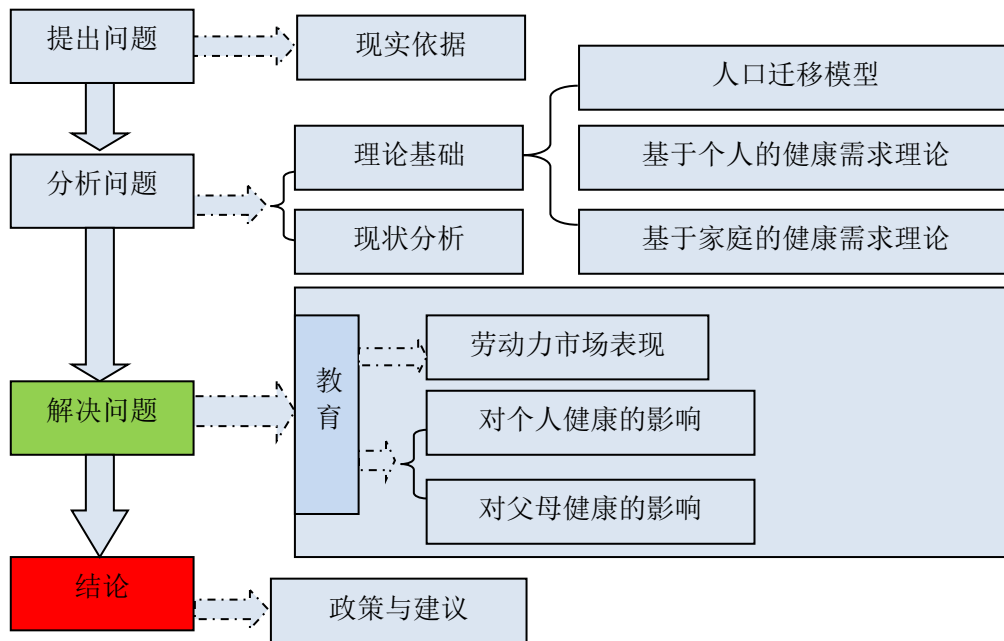 提出问题
现实依据
人口迁移模型
理论基础
基于个人的健康需求理论
分析问题
现状分析
基于家庭的健康需求理论
劳动力市场表现
教
育
解决问题
对个人健康的影响
对父母健康的影响
结论
政策与建议